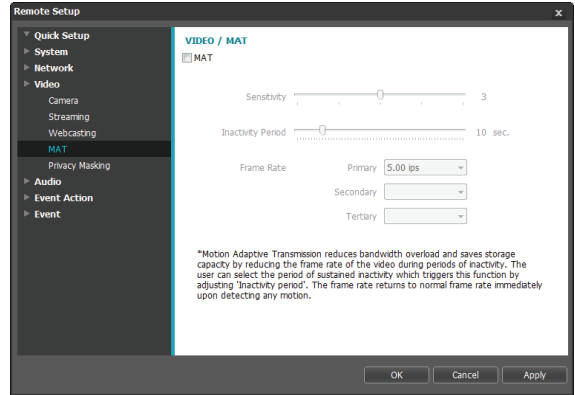 Remote Setup x
Quick Setup
System
Network
Video
Camera
Streaming
Webcasting
MAT
Privacy Masking
Audio
Event Action
Event
VIDEO / MAT
MAT
Sensitivity 3
Inactivity Period 10 sec.
Frame Rate Primary 5.00 ips
Secondary
Tertiary
*Motion Adaptive Transmission reduces bandwidth overload and saves storage
capacity by reducing the frame rate of the video during periods of inactivity. The
user can select the period of sustained inactivity which triggers this function by
adjusting 'Inactivity period'. The frame rate returns to normal frame rate immediately
upon detecting any motion.
OK Cancel Apply